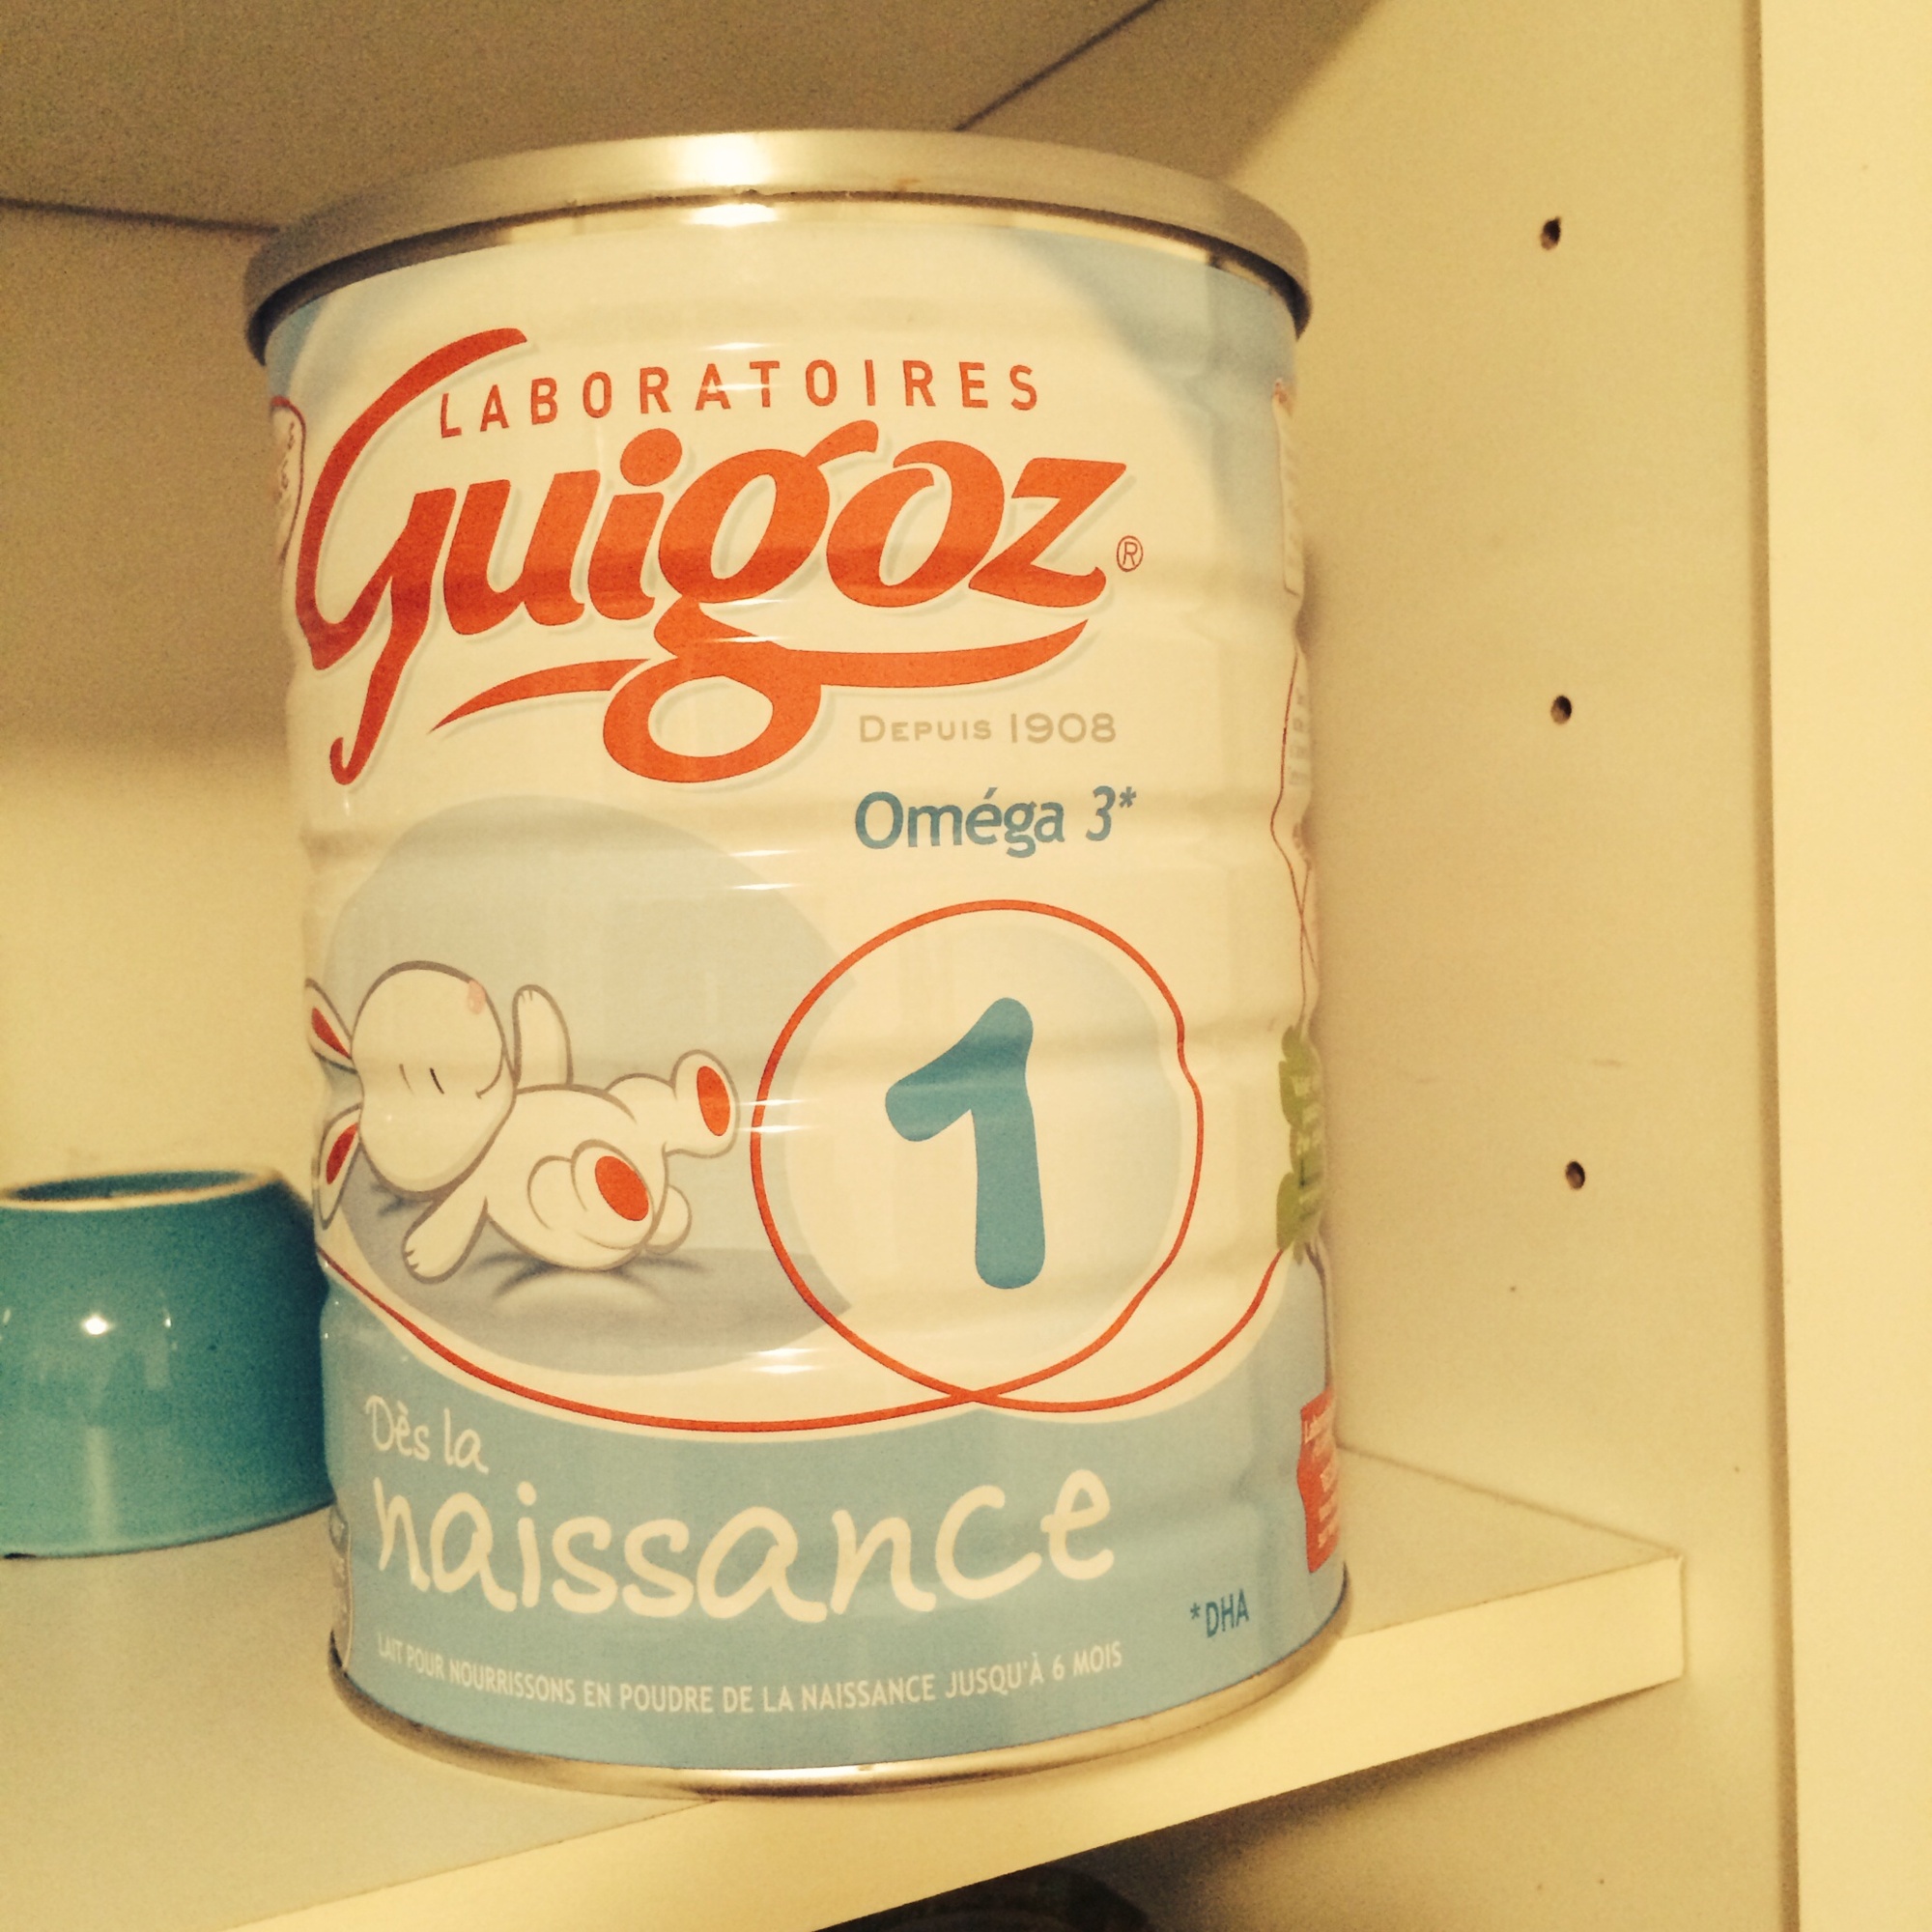 LABORATOIRES
Guigoz®
DEPUIS 1908
Oméga 3*
1
Dès la
naissance
*DHA
LAIT POUR NOURRISSONS EN POUDRE DE LA NAISSANCE JUSQU'À 6 MOIS